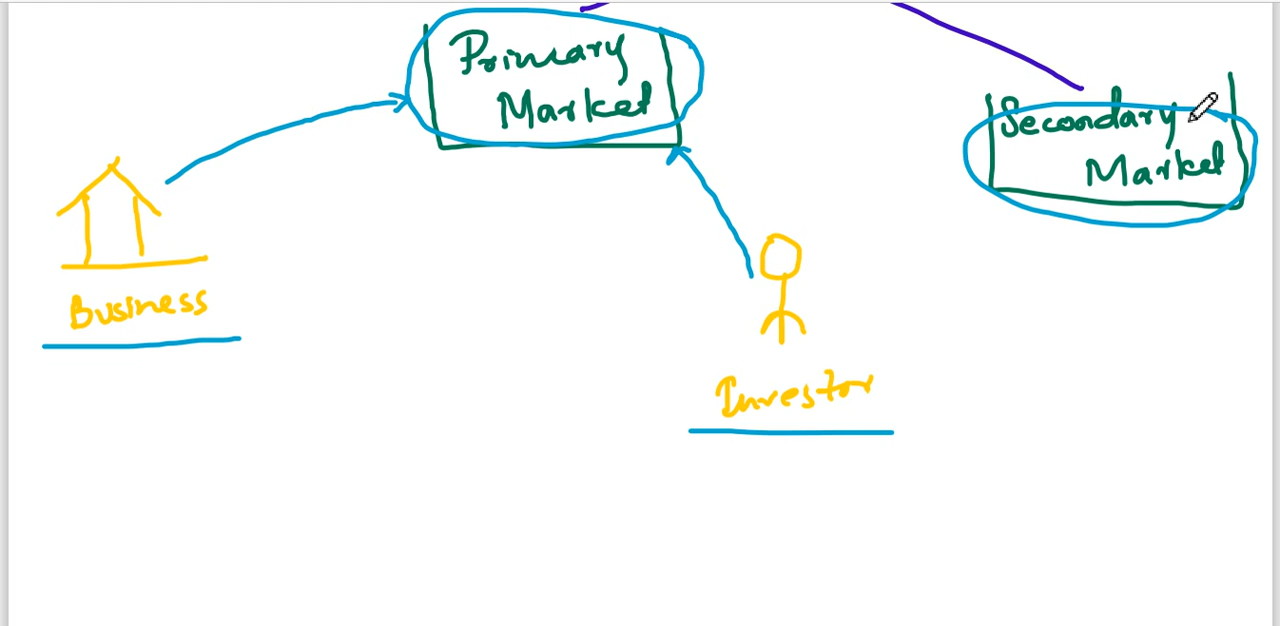 Primary
Market
Secondary
Market
Business
Investor